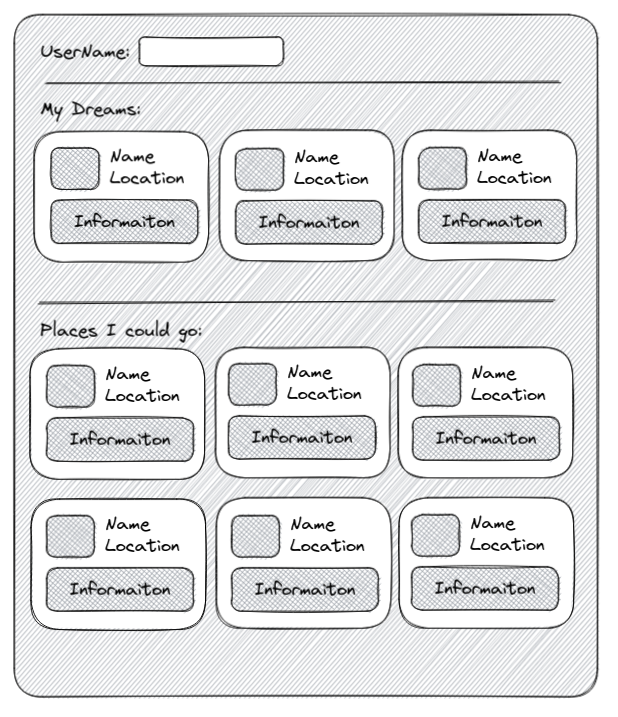 UserName:
My Dreams:
Name
Location
Informaiton
Name
Location
Informaiton
Name
Location
Informaiton
Places I could go:
Name
Location
Informaiton
Name
Location
Informaiton
Name
Location
Informaiton
Name
Location
Informaiton
Name
Location
Informaiton
Name
Location
Informaiton